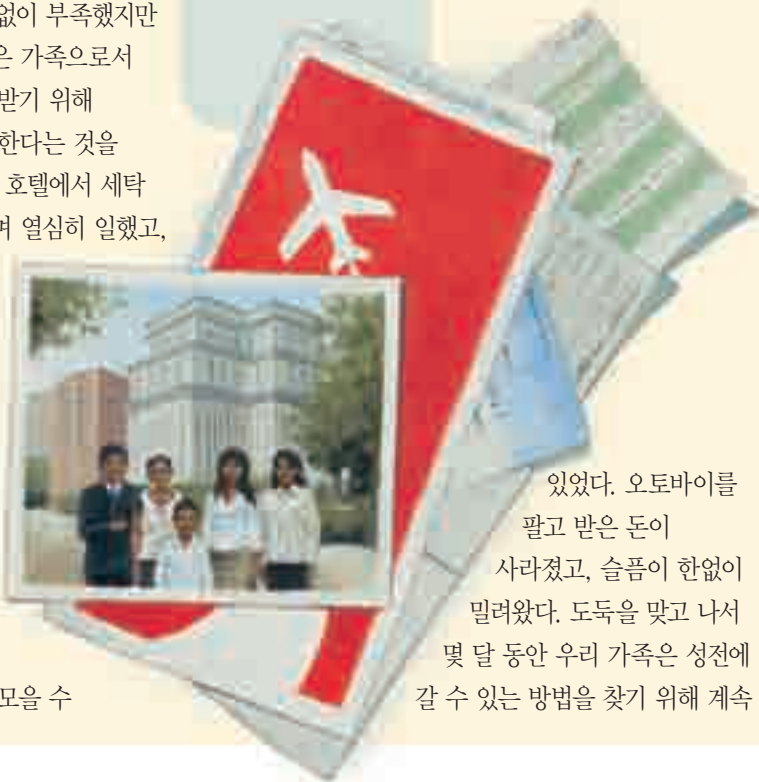 없이 부족했지만
은 가족으로서
받기 위해
한다는 것을
호텔에서 세탁
며 열심히 일했고,
모을 수
있었다. 오토바이를
팔고 받은 돈이
사라졌고, 슬픔이 한없이
밀려왔다. 도둑을 맞고 나서
몇 달 동안 우리 가족은 성전에
갈 수 있는 방법을 찾기 위해 계속